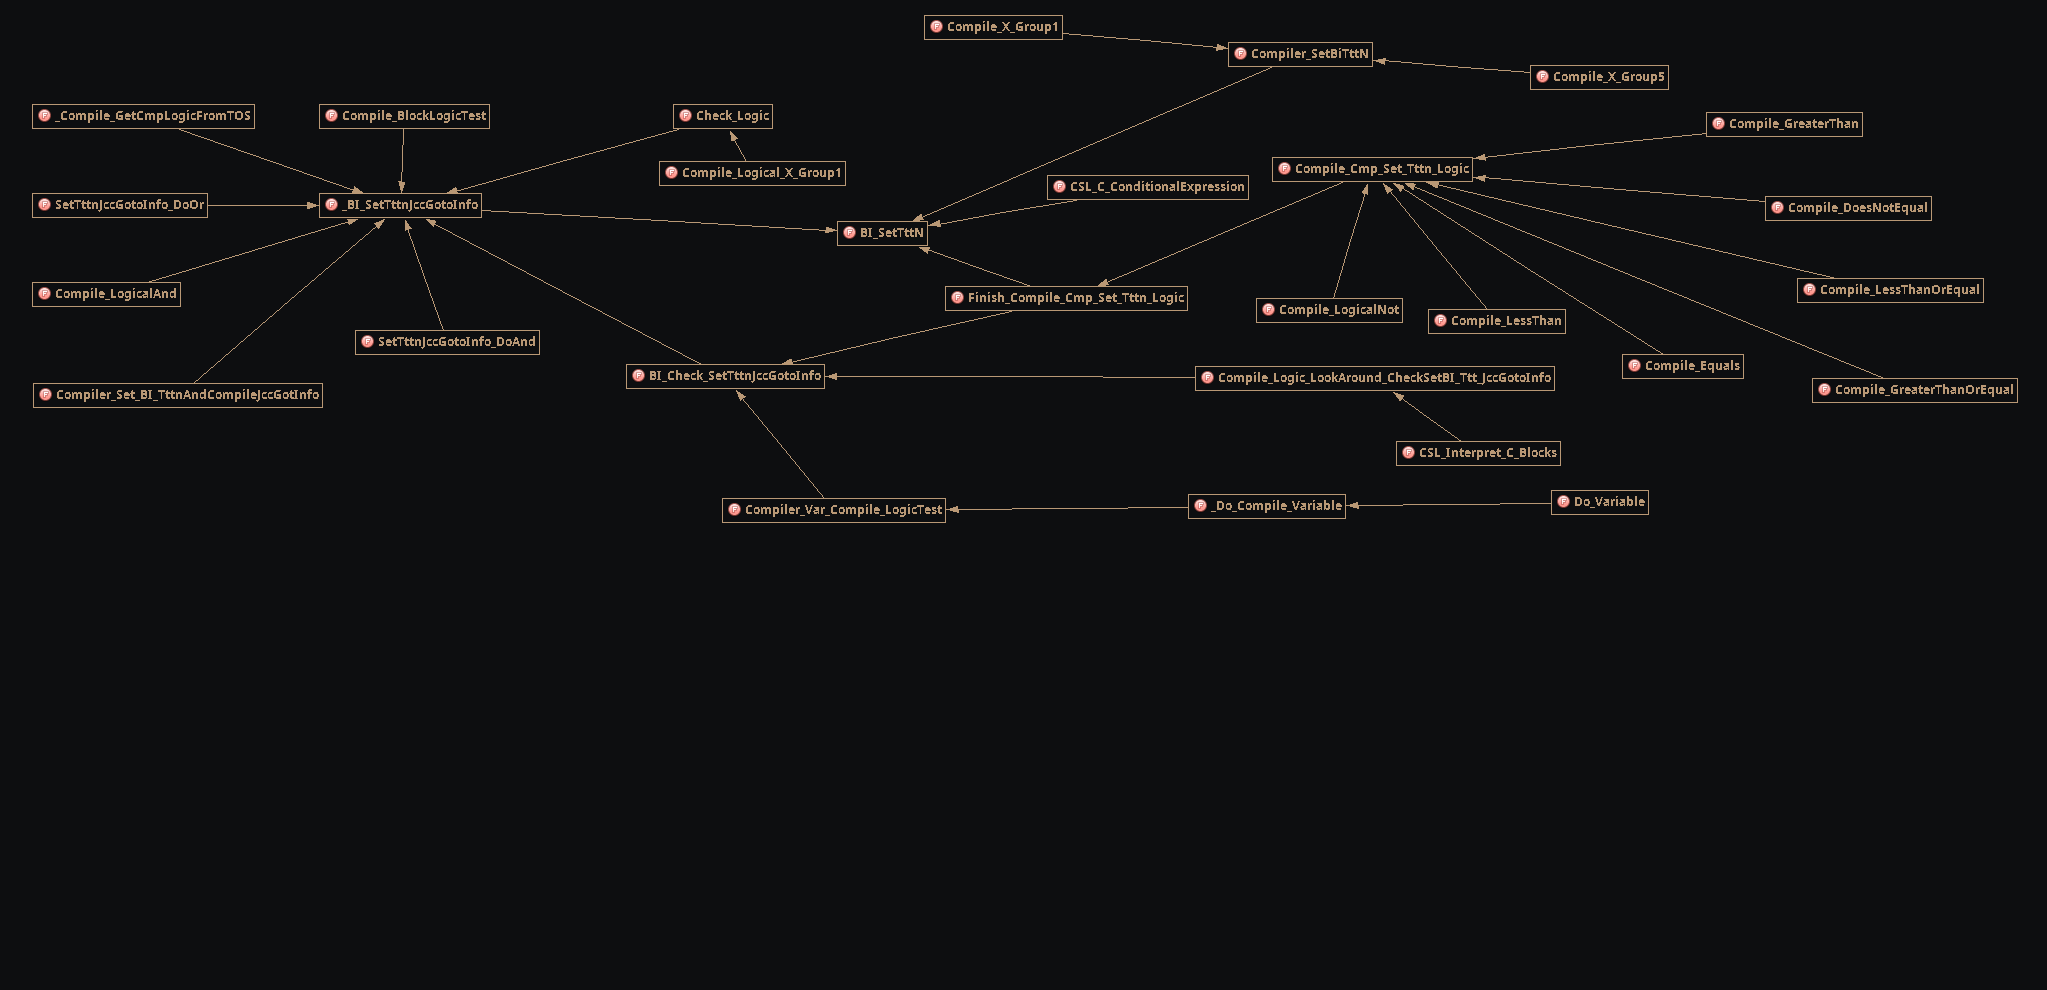 Compile_X_Group1
Compiler_SetBiTttN
Compile_X_Group5
_Compile_GetCmpLogicFromTOS
Compile_BlockLogicTest
Check_Logic
Compile_GreaterThan
Compile_Logical_X_Group1
Compile_Cmp_Set_Tttn_Logic
CSL_C_ConditionalExpression
SetTttnJccGotoInfo_DoOr
_BI_SetTttnJccGotoInfo
Compile_DoesNotEqual
BI_SetTttN
Compile_LogicalAnd
Finish_Compile_Cmp_Set_Tttn_Logic
Compile_LessThanOrEqual
Compile_LogicalNot
Compile_LessThan
SetTttnJccGotoInfo_DoAnd
Compile_Equals
BI_Check_SetTttnJccGotoInfo
Compile_Logic_LookAround_CheckSetBI_Ttt_JccGotoInfo
Compile_GreaterThanOrEqual
Compiler_Set_BI_TttnAndCompileJccGotInfo
CSL_Interpret_C_Blocks
Compiler_Var_Compile_LogicTest
_Do_Compile_Variable
Do_Variable